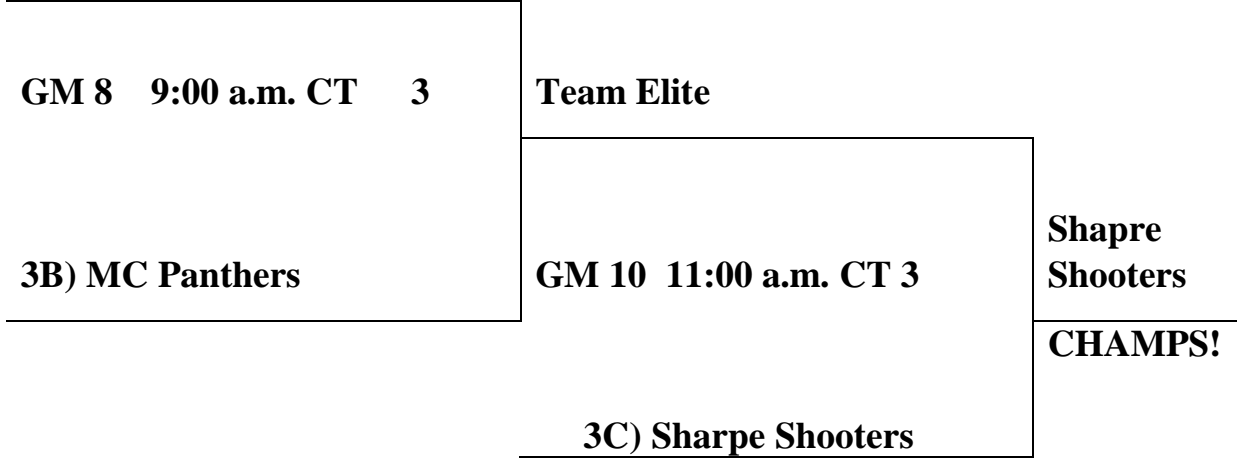 GM 8 9:00 a.m. CT 3
Team Elite
3B) MC Panthers
GM 10 11:00 a.m. CT 3
Shapre
Shooters
CHAMPS!
3C) Sharpe Shooters